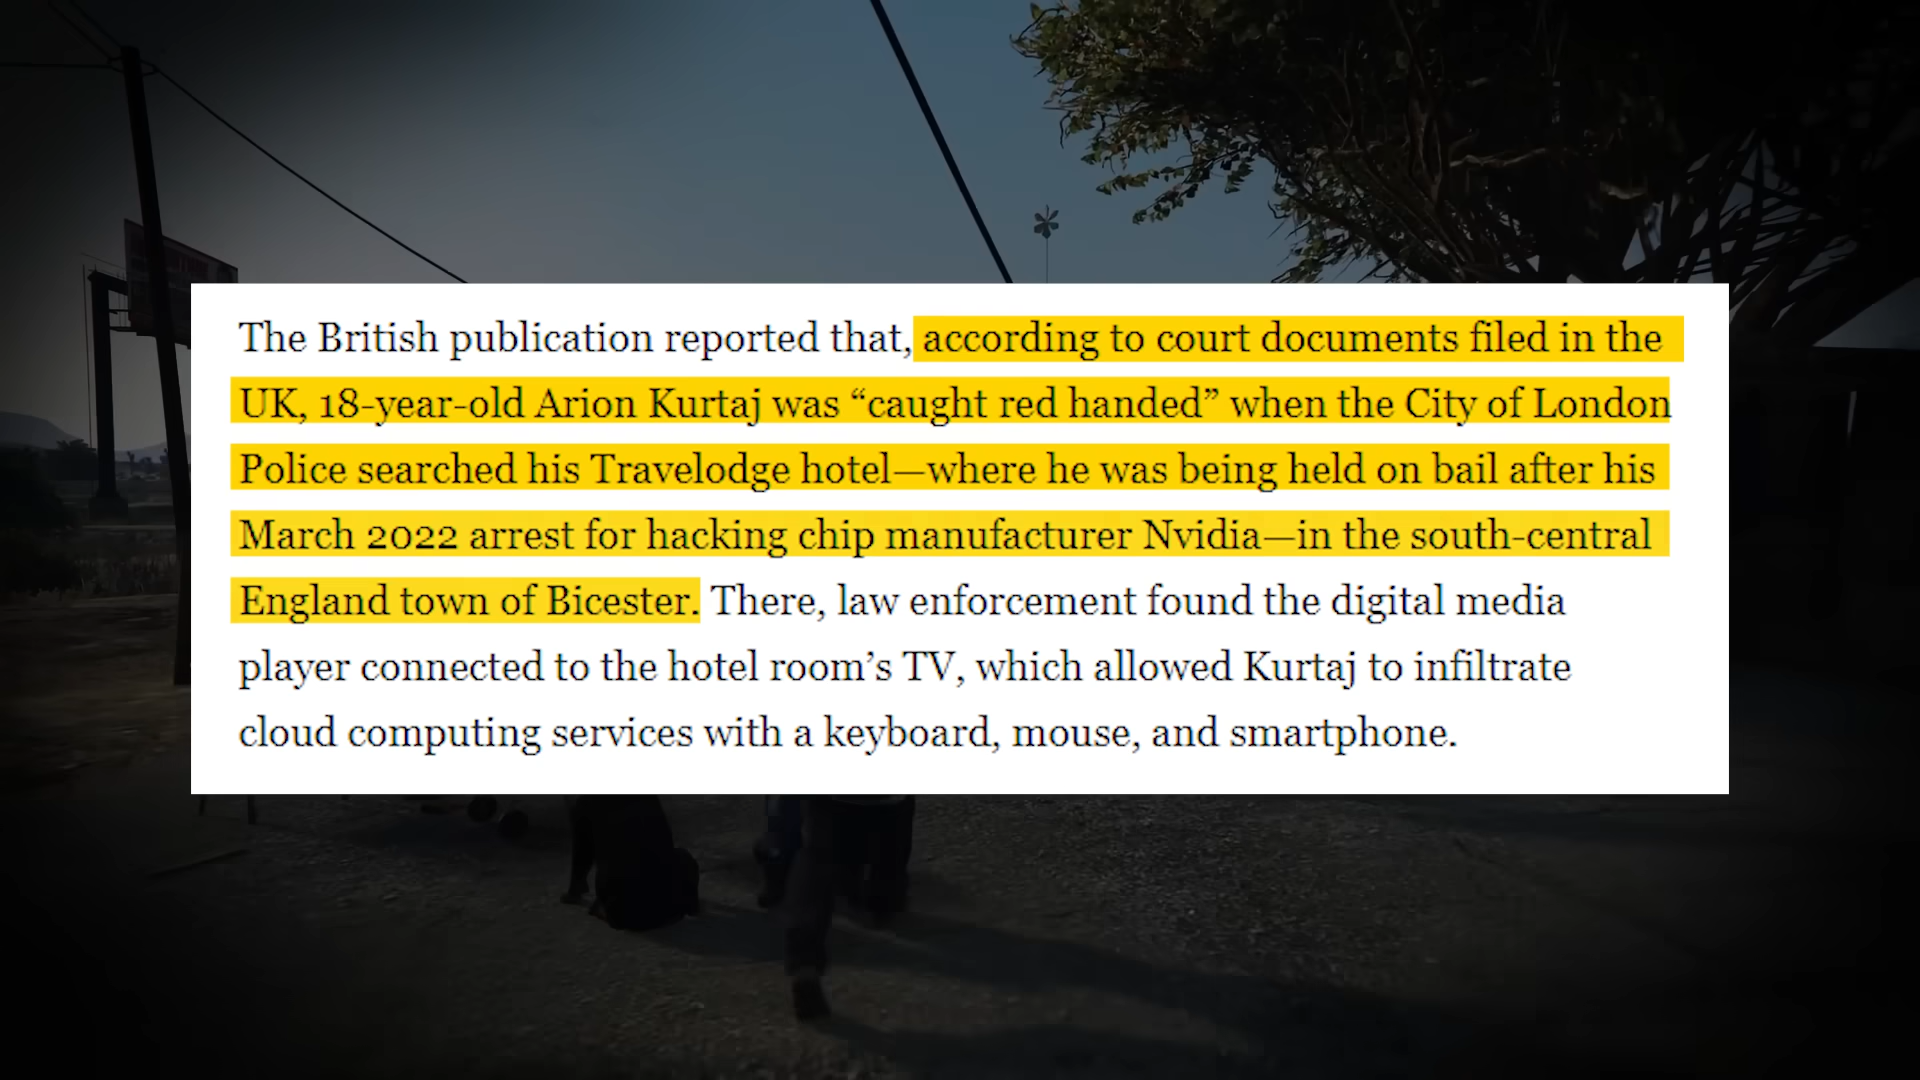 The British publication reported that, according to court documents filed in the
UK, 18-year-old Arion Kurtaj was “caught red handed” when the City of London
Police searched his Travelodge hotel—where he was being held on bail after his
March 2022 arrest for hacking chip manufacturer Nvidia—in the south-central
England town of Bicester. There, law enforcement found the digital media
player connected to the hotel room’s TV, which allowed Kurtaj to infiltrate
cloud computing services with a keyboard, mouse, and smartphone.